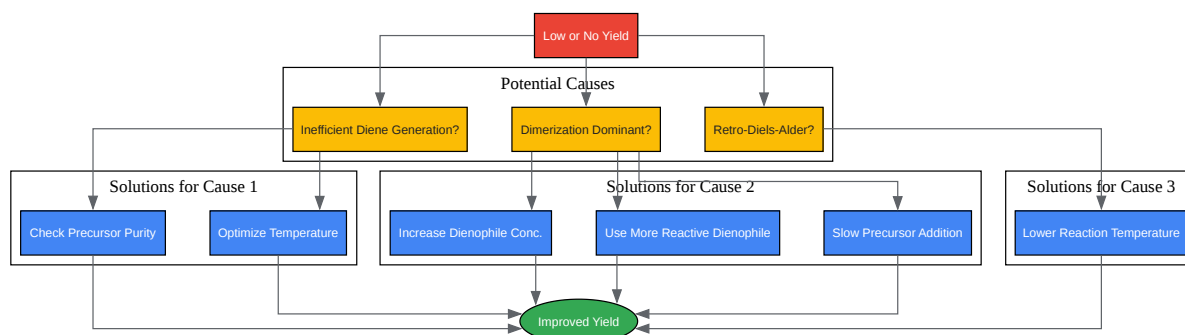 Low or No Yield
Potential Causes
Inefficient Diene Generation?
Dimerization Dominant?
Retro-Diels-Alder?
Solutions for Cause 1
Solutions for Cause 2
Solutions for Cause 3
Check Precursor Purity
Optimize Temperature
Increase Dienophile Conc.
Use More Reactive Dienophile
Slow Precursor Addition
Lower Reaction Temperature
Improved Yield